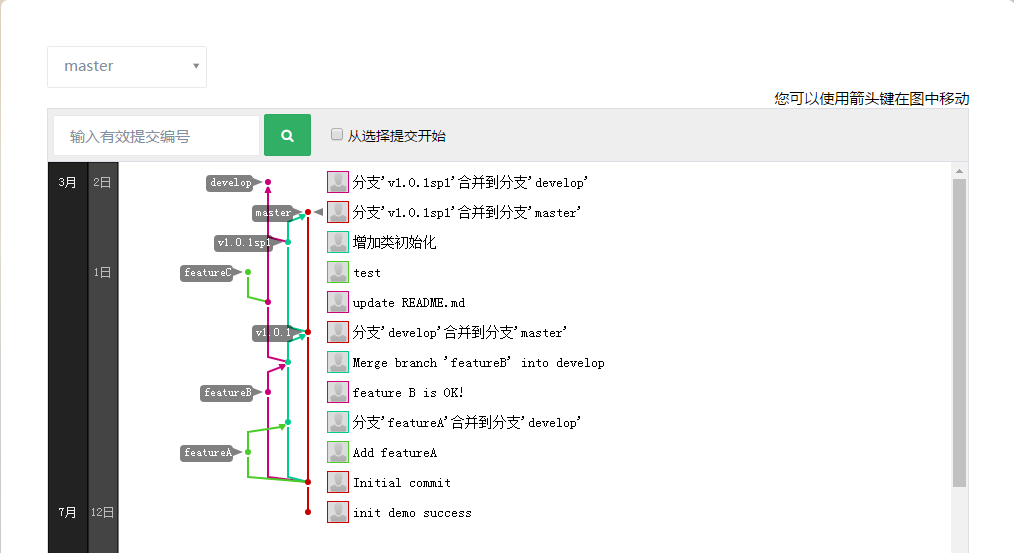 master
您可以使用箭头键在图中移动
输入有效提交编号
从选择提交开始
3月 2日 develop 分支'v1.0.1sp1'合并到分支'develop'
master 分支'v1.0.1sp1'合并到分支'master'
v1.0.1sp1 增加类初始化
1日 featureC test
update README.md
v1.0.1 分支'develop'合并到分支'master'
Merge branch 'featureB' into develop
featureB feature B is OK!
分支'featureA'合并到分支'develop'
featureA Add featureA
Initial commit
7月 12日 init demo success